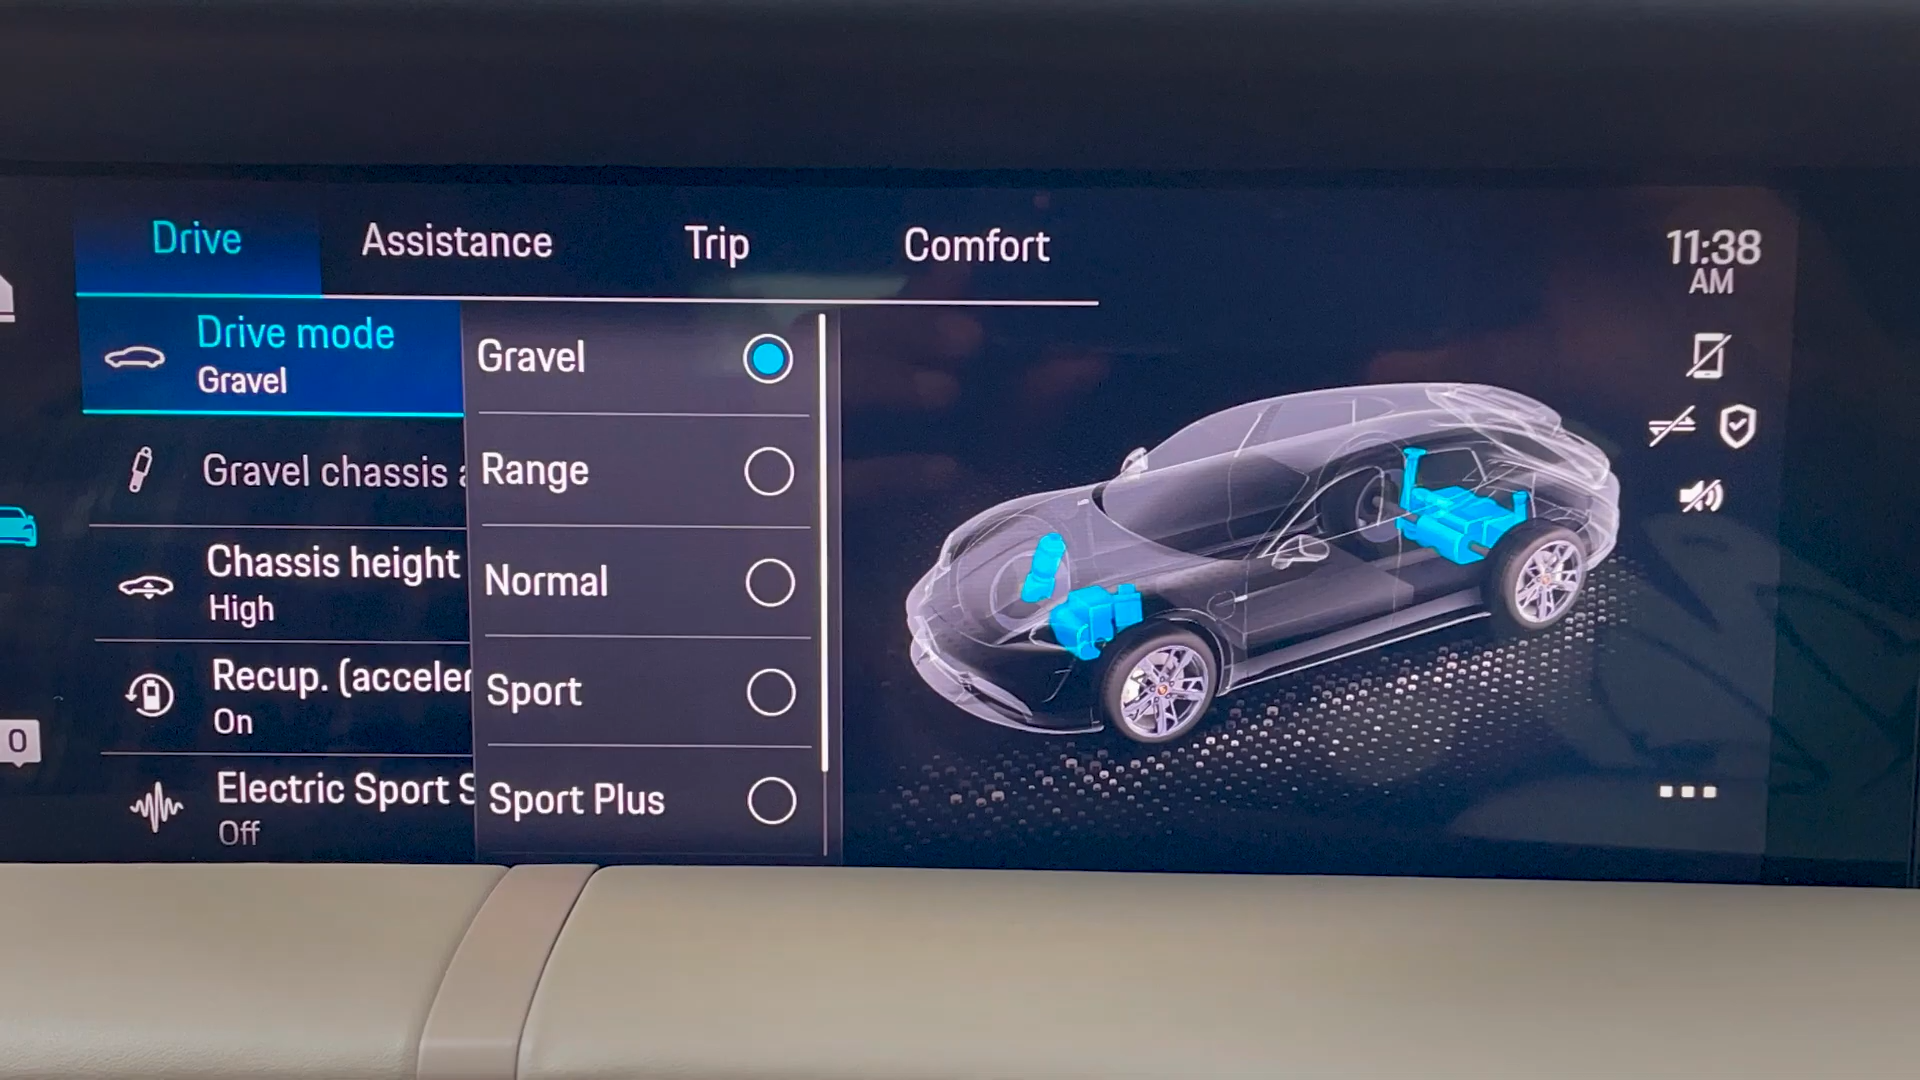 Drive Assistance Trip Comfort
11:38
AM
Drive mode
Gravel
Gravel chassis
Chassis height
High
Recup. (acceler
On
Electric Sport S
Off
Gravel
Range
Normal
Sport
Sport Plus
0